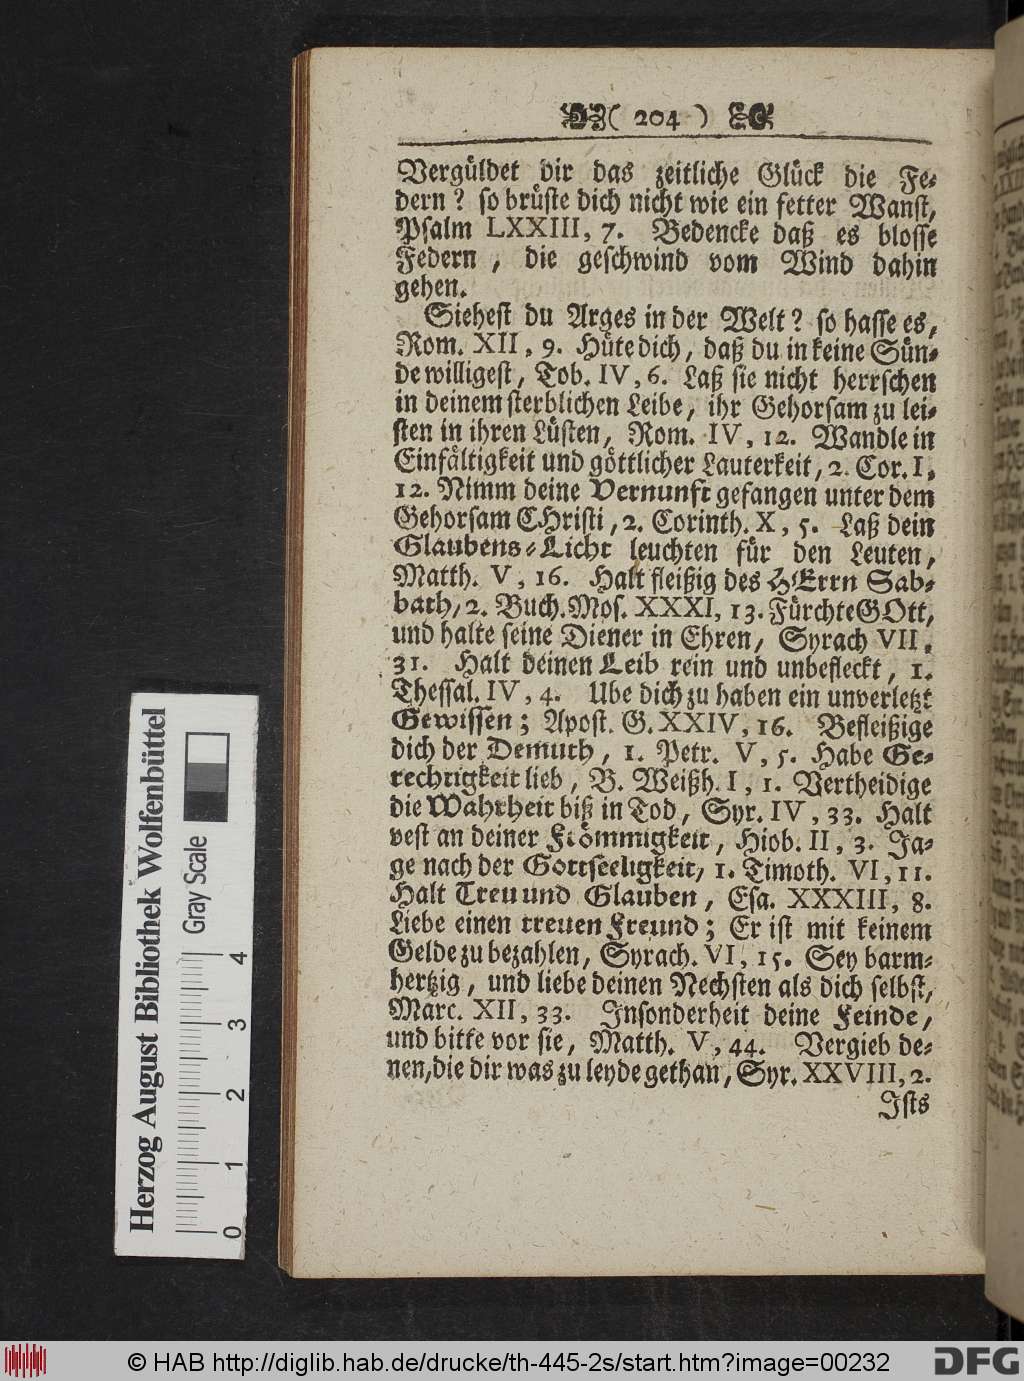 ( 204 )
Vergüldet dir das zeitliche Glück die Fe-
dern? so brüste dich nicht wie ein fetter Wanst,
Psalm LXXIII, 7. Bedencke daß es blosse
Federn, die geschwind vom Wind dahin
gehen.
Siehest du Arges in der Welt? so hasse es,
Rom. XII, 9. Hüte dich, daß du in keine Sün-
de willigest, Tob. IV, 6. Laß sie nicht herrschen
in deinem sterblichen Leibe, ihr Gehorsam zu lei-
sten in ihren Lüsten, Rom. IV, 12. Wandle in
Einfältigkeit und göttlicher Lauterkeit, 2. Cor. I,
12. Nimm deine Vernunft gefangen unter dem
Gehorsam CHristi, 2. Corinth. X, 5. Laß dein
Glaubens-Licht leuchten für den Leuten,
Matth. V, 16. Halt fleißig des HErrn Sab-
bath, 2. Buch. Mos. XXXI, 13. Fürchte GOtt,
und halte seine Diener in Ehren, Syrach VII,
31. Halt deinen Leib rein und unbefleckt, 1.
Thessal. IV, 4. Ube dich zu haben ein unverletzt
Gewissen; Apost. G. XXIV, 16. Befleißige
dich der Demuth, 1. Petr. V, 5. Habe Ge-
rechtigkeit lieb, B. Weißh. I, 1. Vertheidige
die Wahrheit biß in Tod, Syr. IV, 33. Halt
vest an deiner Frömmigkeit, Hiob. II, 3. Ja-
ge nach der Gottseeligkeit, 1. Timoth. VI, 11.
Halt Treu und Glauben, Esa. XXXIII, 8.
Liebe einen treuen Freund; Er ist mit keinem
Gelde zu bezahlen, Syrach. VI, 15. Sey barm-
hertzig, und liebe deinen Nechsten als dich selbst,
Marc. XII, 33. Insonderheit deine Feinde,
und bitte vor sie, Matth. V, 44. Vergieb de-
nen, die dir was zu leyde gethan, Syr. XXVIII, 2.
Ists
Herzog August Bibliothek Wolfenbüttel
Gray Scale
0 1 2 3 4
© HAB http://diglib.hab.de/drucke/th-445-2s/start.htm?image=00232
DFG